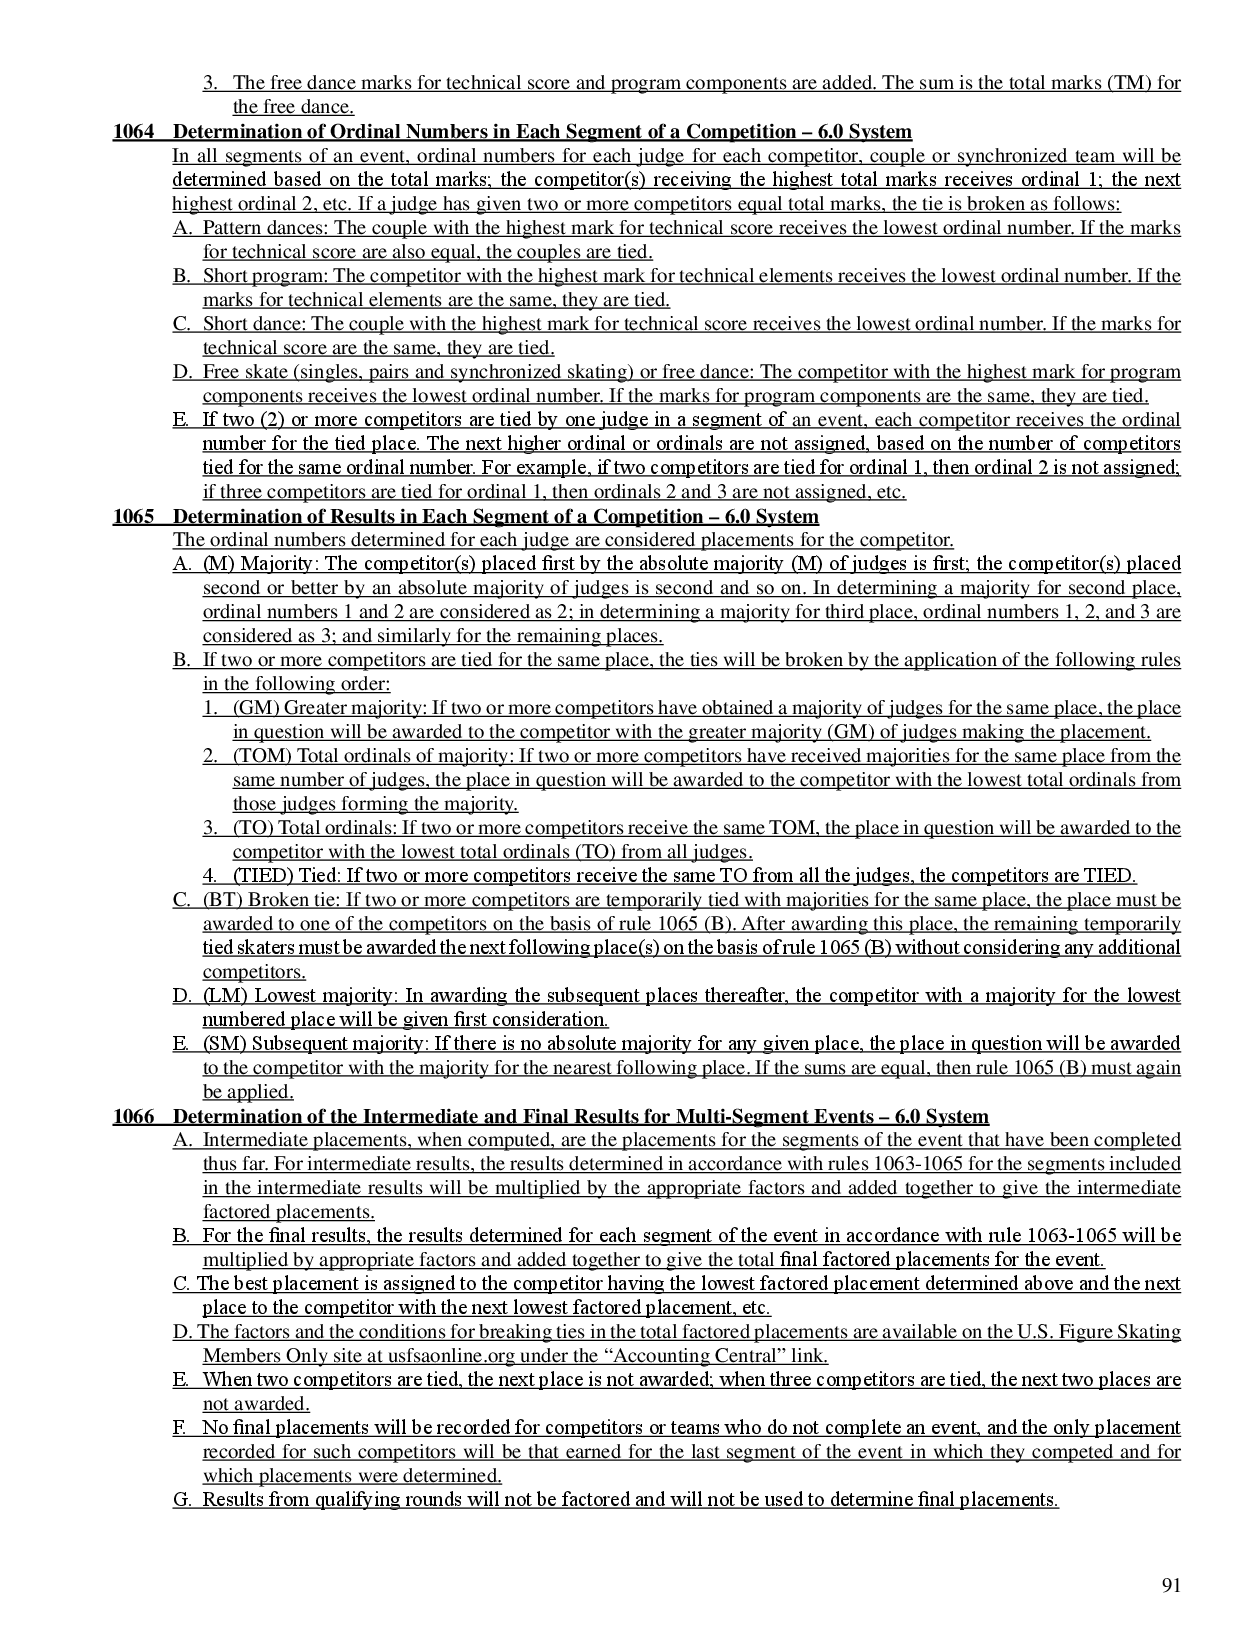 3. The free dance marks for technical score and program components are added. The sum is the total marks (TM) for
the free dance.
1064 Determination of Ordinal Numbers in Each Segment of a Competition – 6.0 System
In all segments of an event, ordinal numbers for each judge for each competitor, couple or synchronized team will be
determined based on the total marks; the competitor(s) receiving the highest total marks receives ordinal 1; the next
highest ordinal 2, etc. If a judge has given two or more competitors equal total marks, the tie is broken as follows:
A. Pattern dances: The couple with the highest mark for technical score receives the lowest ordinal number. If the marks
for technical score are also equal, the couples are tied.
B. Short program: The competitor with the highest mark for technical elements receives the lowest ordinal number. If the
marks for technical elements are the same, they are tied.
C. Short dance: The couple with the highest mark for technical score receives the lowest ordinal number. If the marks for
technical score are the same, they are tied.
D. Free skate (singles, pairs and synchronized skating) or free dance: The competitor with the highest mark for program
components receives the lowest ordinal number. If the marks for program components are the same, they are tied.
E. If two (2) or more competitors are tied by one judge in a segment of an event, each competitor receives the ordinal
number for the tied place. The next higher ordinal or ordinals are not assigned, based on the number of competitors
tied for the same ordinal number. For example, if two competitors are tied for ordinal 1, then ordinal 2 is not assigned;
if three competitors are tied for ordinal 1, then ordinals 2 and 3 are not assigned, etc.
1065 Determination of Results in Each Segment of a Competition – 6.0 System
The ordinal numbers determined for each judge are considered placements for the competitor.
A. (M) Majority: The competitor(s) placed first by the absolute majority (M) of judges is first; the competitor(s) placed
second or better by an absolute majority of judges is second and so on. In determining a majority for second place,
ordinal numbers 1 and 2 are considered as 2; in determining a majority for third place, ordinal numbers 1, 2, and 3 are
considered as 3; and similarly for the remaining places.
B. If two or more competitors are tied for the same place, the ties will be broken by the application of the following rules
in the following order:
1. (GM) Greater majority: If two or more competitors have obtained a majority of judges for the same place, the place
in question will be awarded to the competitor with the greater majority (GM) of judges making the placement.
2. (TOM) Total ordinals of majority: If two or more competitors have received majorities for the same place from the
same number of judges, the place in question will be awarded to the competitor with the lowest total ordinals from
those judges forming the majority.
3. (TO) Total ordinals: If two or more competitors receive the same TOM, the place in question will be awarded to the
competitor with the lowest total ordinals (TO) from all judges.
4. (TIED) Tied: If two or more competitors receive the same TO from all the judges, the competitors are TIED.
C. (BT) Broken tie: If two or more competitors are temporarily tied with majorities for the same place, the place must be
awarded to one of the competitors on the basis of rule 1065 (B). After awarding this place, the remaining temporarily
tied skaters must be awarded the next following place(s) on the basis of rule 1065 (B) without considering any additional
competitors.
D. (LM) Lowest majority: In awarding the subsequent places thereafter, the competitor with a majority for the lowest
numbered place will be given first consideration.
E. (SM) Subsequent majority: If there is no absolute majority for any given place, the place in question will be awarded
to the competitor with the majority for the nearest following place. If the sums are equal, then rule 1065 (B) must again
be applied.
1066 Determination of the Intermediate and Final Results for Multi-Segment Events – 6.0 System
A. Intermediate placements, when computed, are the placements for the segments of the event that have been completed
thus far. For intermediate results, the results determined in accordance with rules 1063-1065 for the segments included
in the intermediate results will be multiplied by the appropriate factors and added together to give the intermediate
factored placements.
B. For the final results, the results determined for each segment of the event in accordance with rule 1063-1065 will be
multiplied by appropriate factors and added together to give the total final factored placements for the event.
C. The best placement is assigned to the competitor having the lowest factored placement determined above and the next
place to the competitor with the next lowest factored placement, etc.
D. The factors and the conditions for breaking ties in the total factored placements are available on the U.S. Figure Skating
Members Only site at usfsaonline.org under the “Accounting Central” link.
E. When two competitors are tied, the next place is not awarded; when three competitors are tied, the next two places are
not awarded.
F. No final placements will be recorded for competitors or teams who do not complete an event, and the only placement
recorded for such competitors will be that earned for the last segment of the event in which they competed and for
which placements were determined.
G. Results from qualifying rounds will not be factored and will not be used to determine final placements.
91